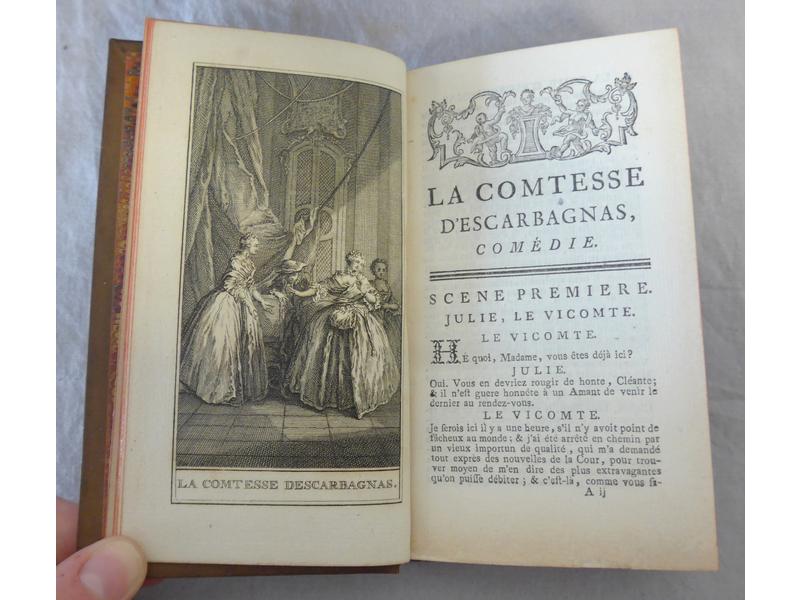 LA COMTESSE DESCARBAGNAS.
LA COMTESSE
D'ESCARBAGNAS,
COMÉDIE.
SCENE PREMIERE.
JULIE, LE VICOMTE.
LE VICOMTE.
HÉ quoi, Madame, vous êtes déjà ici?
JULIE.
Oui. Vous en devriez rougir de honte, Cléante;
& il n'eſt guere honnête à un Amant de venir le
dernier au rendez-vous.
LE VICOMTE.
Je ſerois ici il y a une heure, s'il n'y avoit point de
fâcheux au monde; & j'ai été arrêté en chemin par
un vieux importun de qualité, qui m'a demandé
tout exprès des nouvelles de la Cour, pour trou-
ver moyen de m'en dire des plus extravagantes
qu'on puiſſe débiter; & c'eſt-là, comme vous ſa-
A ij